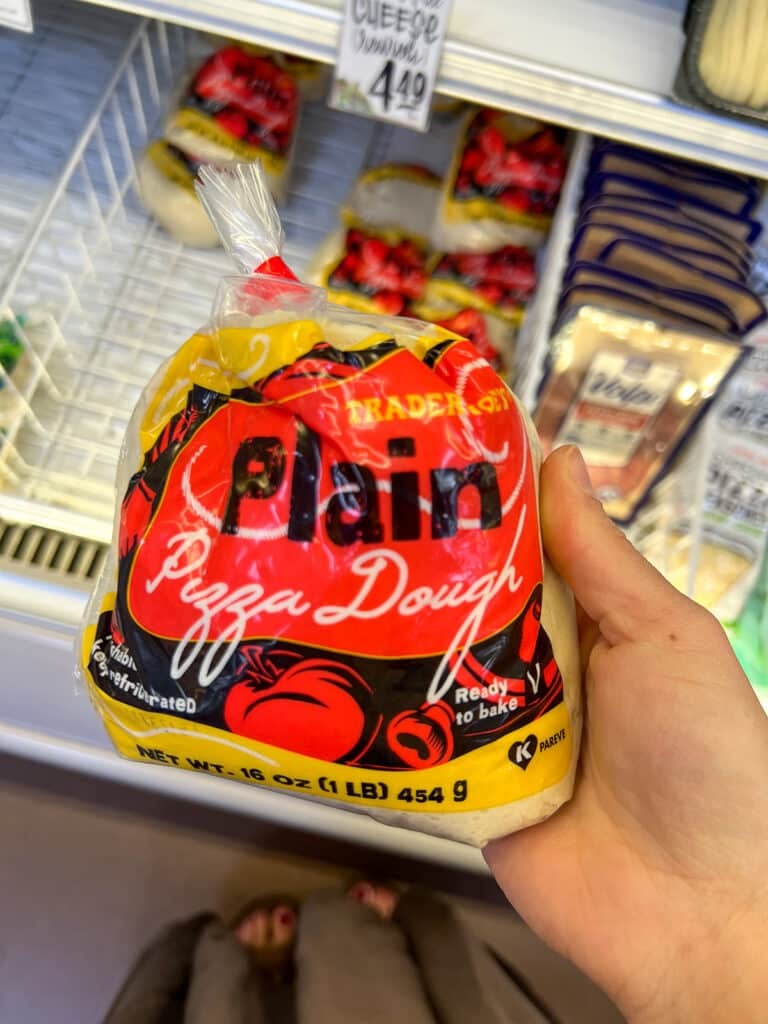 CHEESE
4.49
TRADER JOE'S
Plain
Pizza Dough
refrigerated
Ready
to bake
V
K
PAREVE
NET WT. 16 OZ (1 LB) 454 g